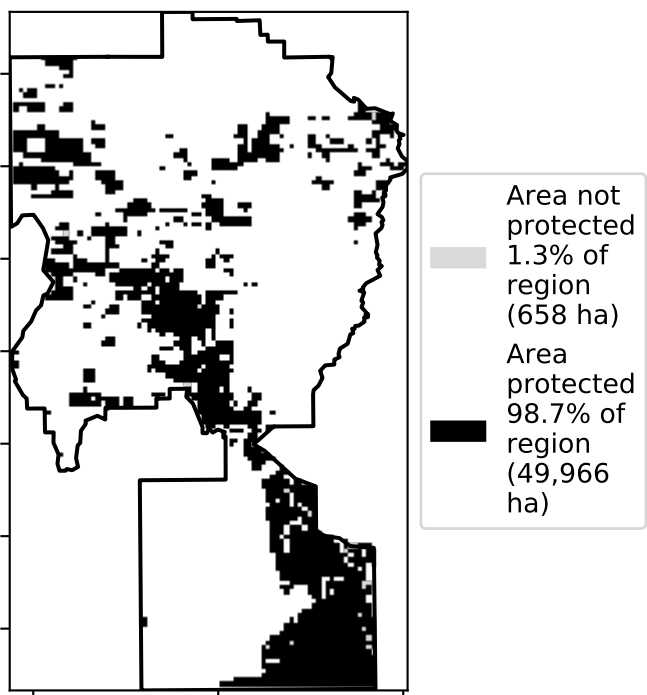 Area not
protected
1.3% of
region
(658 ha)
Area
protected
98.7% of
region
(49,966
ha)